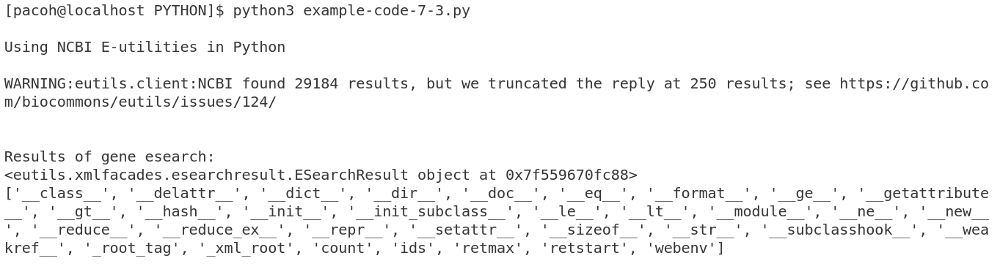 [pacoh@localhost PYTHON]$ python3 example-code-7-3.py
Using NCBI E-utilities in Python
WARNING:eutils.client:NCBI found 29184 results, but we truncated the reply at 250 results; see https://github.co
m/biocommons/eutils/issues/124/
Results of gene esearch:
<eutils.xmlfacades.esearchresult.ESearchResult object at 0x7f559670fc88>
['__class__', '__delattr__', '__dict__', '__dir__', '__doc__', '__eq__', '__format__', '__ge__', '__getattribute
__', '__gt__', '__hash__', '__init__', '__init_subclass__', '__le__', '__lt__', '__module__', '__ne__', '__new__
', '__reduce__', '__reduce_ex__', '__repr__', '__setattr__', '__sizeof__', '__str__', '__subclasshook__', '__wea
kref__', '_root_tag', '_xml_root', 'count', 'ids', 'retmax', 'retstart', 'webenv']